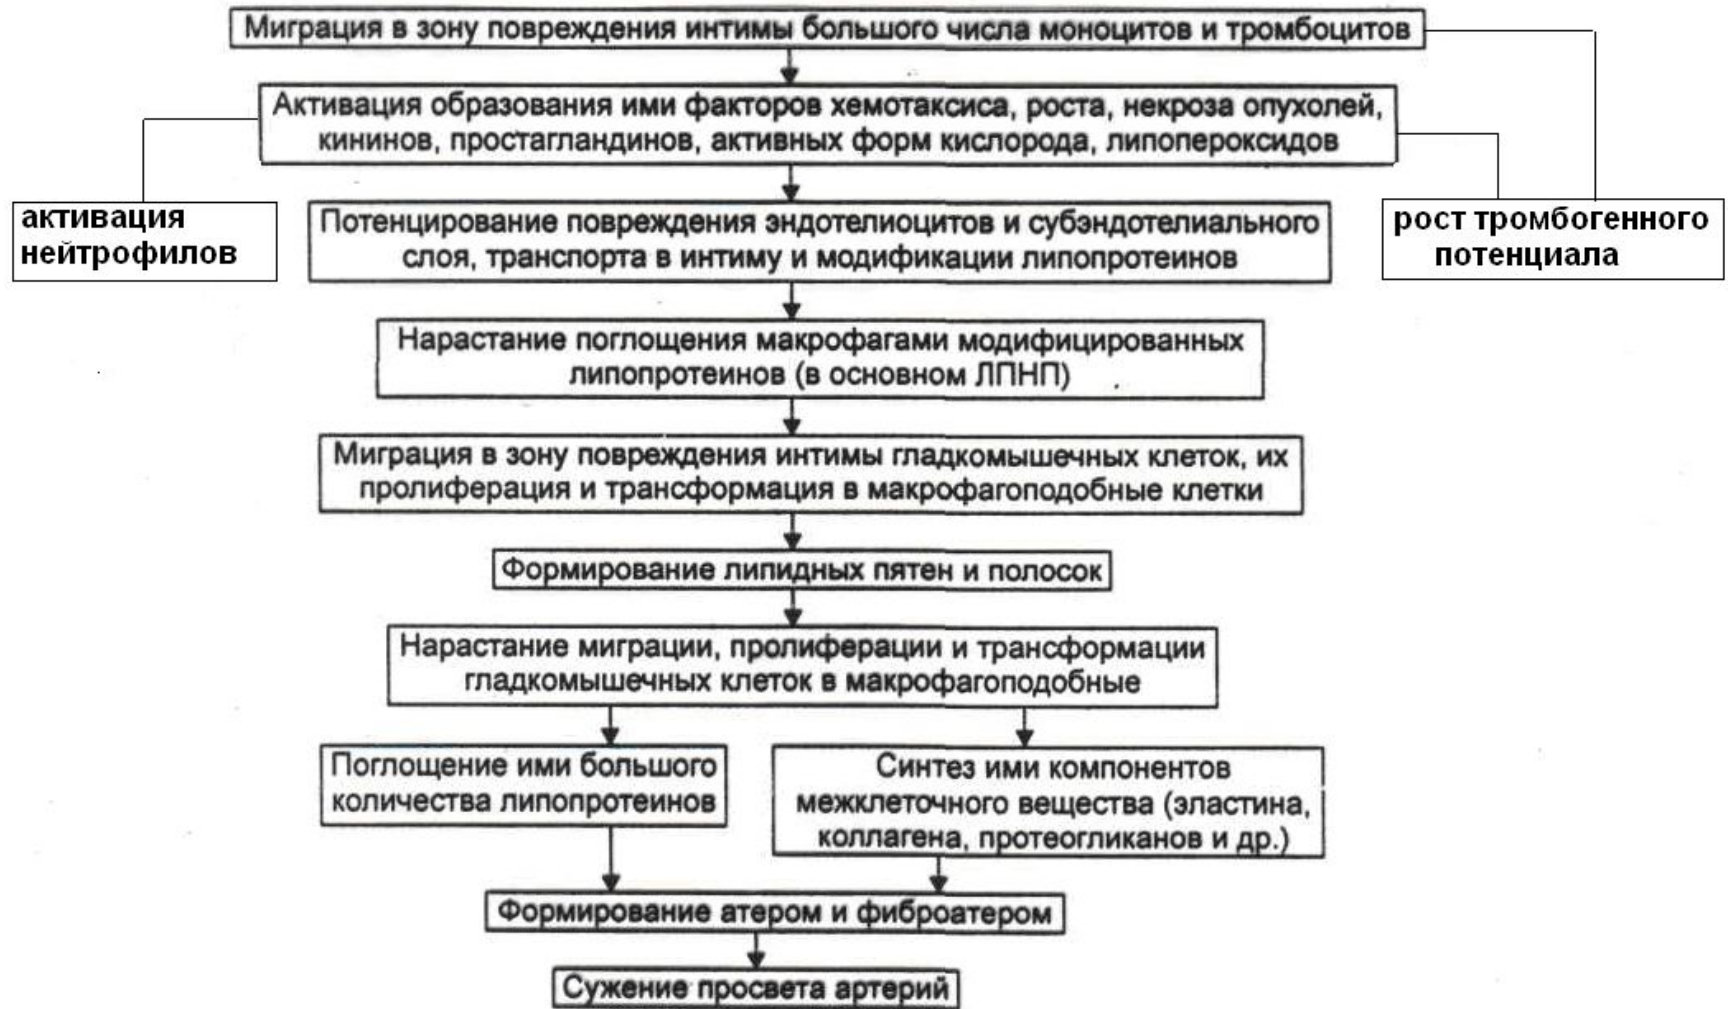 Миграция в зону повреждения интимы большого числа моноцитов и тромбоцитов
Активация образования ими факторов хемотаксиса, роста, некроза опухолей,
кининов, простагландинов, активных форм кислорода, липопероксидов
активация
нейтрофилов
Потенцирование повреждения эндотелиоцитов и субэндотелиального
слоя, транспорта в интиму и модификации липопротеинов
рост тромбогенного
потенциала
Нарастание поглощения макрофагами модифицированных
липопротеинов (в основном ЛПНП)
Миграция в зону повреждения интимы гладкомышечных клеток, их
пролиферация и трансформация в макрофагоподобные клетки
Формирование липидных пятен и полосок
Нарастание миграции, пролиферации и трансформации
гладкомышечных клеток в макрофагоподобные
Поглощение ими большого
количества липопротеинов
Синтез ими компонентов
межклеточного вещества (эластина,
коллагена, протеогликанов и др.)
Формирование атером и фиброатером
Сужение просвета артерий